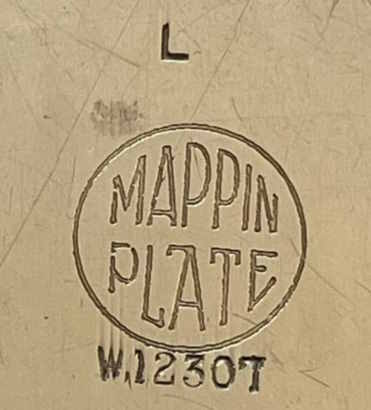 L
MAPPIN
PLATE
W.12307